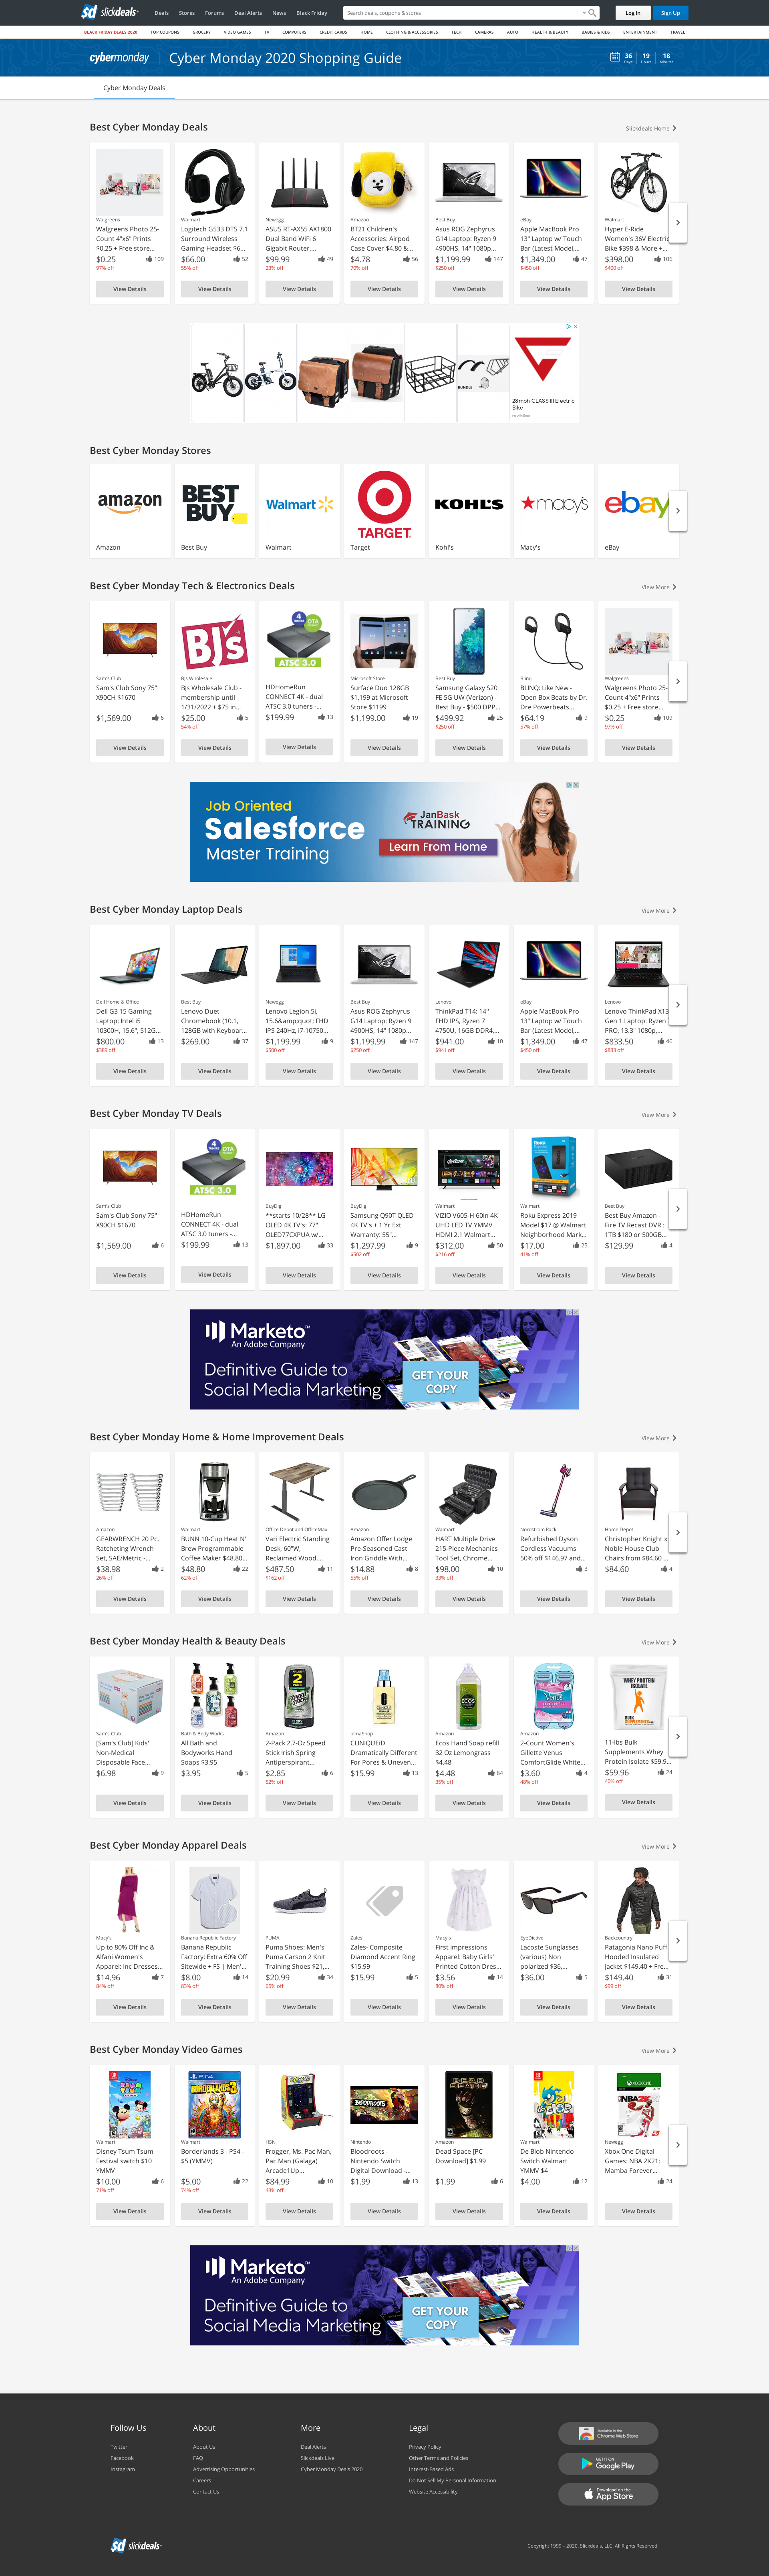 slickdeals
Deals Stores Forums Deal Alerts News Black Friday
Search deals, coupons & stores
Log In Sign Up
BLACK FRIDAY DEALS 2020 TOP COUPONS GROCERY VIDEO GAMES TV COMPUTERS CREDIT CARDS HOME CLOTHING & ACCESSORIES TECH CAMERAS AUTO HEALTH & BEAUTY BABIES & KIDS ENTERTAINMENT TRAVEL
cybermonday Cyber Monday 2020 Shopping Guide
36 19 18
Days Hours Minutes
Cyber Monday Deals
Best Cyber Monday Deals
Slickdeals Home
Walgreens
Walgreens Photo 25-
Count 4"x6" Prints
$0.25 + Free store...
$0.25 109
97% off
View Details
Walmart
Logitech G533 DTS 7.1
Surround Wireless
Gaming Headset $6...
$66.00 52
55% off
View Details
Newegg
ASUS RT-AX55 AX1800
Dual Band WiFi 6
Gigabit Router,...
$99.99 49
23% off
View Details
Amazon
BT21 Children's
Accessories: Airpod
Case Cover $4.80 &...
$4.78 56
70% off
View Details
Best Buy
Asus ROG Zephyrus
G14 Laptop: Ryzen 9
4900HS, 14" 1080p...
$1,199.99 147
$250 off
View Details
eBay
Apple MacBook Pro
13" Laptop w/ Touch
Bar (Latest Model,...
$1,349.00 47
$450 off
View Details
Walmart
Hyper E-Ride
Women's 36V Electric
Bike $398 & More +...
$398.00 106
$400 off
View Details
BUNDLE
28mph CLASS III Electric
Bike
Best Cyber Monday Stores
amazon
Amazon
BEST
BUY
Best Buy
Walmart
Walmart
TARGET
Target
KOHL'S
Kohl's
macy's
Macy's
ebay
eBay
Best Cyber Monday Tech & Electronics Deals
View More
Sam's Club
Sam's Club Sony 75"
X90CH $1670
$1,569.00 6
View Details
BJ's
BJs Wholesale
BJs Wholesale Club -
membership until
1/31/2022 + $75 in...
$25.00 5
54% off
View Details
4
OTA
ATSC 3.0
HDHomeRun
CONNECT 4K - dual
ATSC 3.0 tuners -...
$199.99 13
View Details
Microsoft Store
Surface Duo 128GB
$1,199 at Microsoft
Store $1199
$1,199.00 19
View Details
Best Buy
Samsung Galaxy S20
FE 5G UW (Verizon) -
Best Buy - $500 DPP...
$499.92 25
$250 off
View Details
Blinq
BLINQ: Like New -
Open Box Beats by Dr.
Dre Powerbeats...
$64.19 9
57% off
View Details
Walgreens
Walgreens Photo 25-
Count 4"x6" Prints
$0.25 + Free store...
$0.25 109
97% off
View Details
Job Oriented
Salesforce
Master Training
JanBask
TRAINING
Learn From Home
Best Cyber Monday Laptop Deals
View More
Dell Home & Office
Dell G3 15 Gaming
Laptop: Intel i5
10300H, 15.6", 512G...
$800.00 13
$389 off
View Details
Best Buy
Lenovo Duet
Chromebook (10.1,
128GB with Keyboar...
$269.00 37
View Details
Newegg
Lenovo Legion 5i,
15.6&amp;quot; FHD
IPS 240Hz, i7-10750...
$1,199.99 9
$500 off
View Details
Best Buy
Asus ROG Zephyrus
G14 Laptop: Ryzen 9
4900HS, 14" 1080p...
$1,199.99 147
$250 off
View Details
Lenovo
ThinkPad T14: 14''
FHD IPS, Ryzen 7
4750U, 16GB DDR4,...
$941.00 10
$941 off
View Details
eBay
Apple MacBook Pro
13" Laptop w/ Touch
Bar (Latest Model,...
$1,349.00 47
$450 off
View Details
Lenovo
Lenovo ThinkPad X13
Gen 1 Laptop: Ryzen
PRO, 13.3" 1080p,...
$833.50 46
$833 off
View Details
Best Cyber Monday TV Deals
View More
Sam's Club
Sam's Club Sony 75"
X90CH $1670
$1,569.00 6
View Details
4
OTA
ATSC 3.0
HDHomeRun
CONNECT 4K - dual
ATSC 3.0 tuners -...
$199.99 13
View Details
BuyDig
**starts 10/28** LG
OLED 4K TV's: 77"
OLED77CXPUA w/...
$1,897.00 33
View Details
BuyDig
Samsung Q90T QLED
4K TV's + 1 Yr Ext
Warranty: 55"...
$1,297.99 9
$502 off
View Details
Walmart
VIZIO V605-H 60in 4K
UHD LED TV YMMV
HDMI 2.1 Walmart...
$312.00 50
$216 off
View Details
Roku
Walmart
Roku Express 2019
Model $17 @ Walmart
Neighborhood Mark...
$17.00 25
41% off
View Details
Best Buy
Best Buy Amazon -
Fire TV Recast DVR :
1TB $180 or 500GB...
$129.99 4
View Details
Marketo™
An Adobe Company
Definitive Guide to
Social Media Marketing
GET YOUR
COPY
Best Cyber Monday Home & Home Improvement Deals
View More
Amazon
GEARWRENCH 20 Pc.
Ratcheting Wrench
Set, SAE/Metric -...
$38.98 2
26% off
View Details
Walmart
BUNN 10-Cup Heat N'
Brew Programmable
Coffee Maker $48.80...
$48.80 22
62% off
View Details
Office Depot and OfficeMax
Vari Electric Standing
Desk, 60"W,
Reclaimed Wood,...
$487.50 11
$162 off
View Details
Amazon
Amazon Offer Lodge
Pre-Seasoned Cast
Iron Griddle With...
$14.88 8
55% off
View Details
Walmart
HART Multiple Drive
215-Piece Mechanics
Tool Set, Chrome...
$98.00 10
33% off
View Details
Nordstrom Rack
Refurbished Dyson
Cordless Vacuums
50% off $146.97 and...
3
View Details
Home Depot
Christopher Knight x
Noble House Club
Chairs from $84.60 ...
$84.60 4
View Details
Best Cyber Monday Health & Beauty Deals
View More
Sam's Club
[Sam's Club] Kids'
Non-Medical
Disposable Face...
$6.98 9
View Details
Bath & Body Works
All Bath and
Bodyworks Hand
Soaps $3.95
$3.95 5
View Details
Amazon
2-Pack 2.7-Oz Speed
Stick Irish Spring
Antiperspirant...
$2.85 6
52% off
View Details
JomaShop
CLINIQUEiD
Dramatically Different
For Pores & Uneven...
$15.99 13
View Details
ECOS
Amazon
Ecos Hand Soap refill
32 Oz Lemongrass
$4.48
$4.48 64
35% off
View Details
Venus
Amazon
2-Count Women's
Gillette Venus
ComfortGlide White...
$3.60 4
48% off
View Details
WHEY PROTEIN
ISOLATE
11-lbs Bulk
Supplements Whey
Protein Isolate $59.9...
$59.96 24
40% off
View Details
Best Cyber Monday Apparel Deals
View More
Macy's
Up to 80% Off Inc &
Alfani Women's
Apparel: Inc Dresses...
$14.96 7
84% off
View Details
Banana Republic Factory
Banana Republic
Factory: Extra 60% Off
Sitewide + FS | Men'...
$8.00 14
83% off
View Details
PUMA
Puma Shoes: Men's
Puma Carson 2 Knit
Training Shoes $21,...
$20.99 34
65% off
View Details
Zales
Zales- Composite
Diamond Accent Ring
$15.99
$15.99 5
View Details
Macy's
First Impressions
Apparel: Baby Girls'
Printed Cotton Dres...
$3.56 14
80% off
View Details
EyeDictive
Lacoste Sunglasses
(various) Non
polarized $36,...
$36.00 5
View Details
Backcountry
Patagonia Nano Puff
Hooded Insulated
Jacket $149.40 + Fre...
$149.40 31
$99 off
View Details
Best Cyber Monday Video Games
View More
Walmart
Disney Tsum Tsum
Festival switch $10
YMMV
$10.00 6
71% off
View Details
PS4
BORDERLANDS 3
Walmart
Borderlands 3 - PS4 -
$5 (YMMV)
$5.00 22
74% off
View Details
HSN
Frogger, Ms. Pac Man,
Pac Man (Galaga)
Arcade1Up...
$84.99 10
43% off
View Details
BLOODROOTS
Nintendo
Bloodroots -
Nintendo Switch
Digital Download -...
$1.99 13
View Details
DEAD SPACE
Amazon
Dead Space [PC
Download] $1.99
$1.99 6
View Details
Walmart
De Blob Nintendo
Switch Walmart
YMMV $4
$4.00 12
View Details
XBOX ONE
NBA2K
Newegg
Xbox One Digital
Games: NBA 2K21:
Mamba Forever...
24
View Details
Marketo™
An Adobe Company
Definitive Guide to
Social Media Marketing
GET YOUR
COPY
Follow Us
Twitter
Facebook
Instagram
About
About Us
FAQ
Advertising Opportunities
Careers
Contact Us
More
Deal Alerts
Slickdeals Live
Cyber Monday Deals 2020
Legal
Privacy Policy
Other Terms and Policies
Interest-Based Ads
Do Not Sell My Personal Information
Website Accessibility
Available in the
Chrome Web Store
GET IT ON
Google Play
Download on the
App Store
slickdeals
Copyright 1999 – 2020. Slickdeals, LLC. All Rights Reserved.